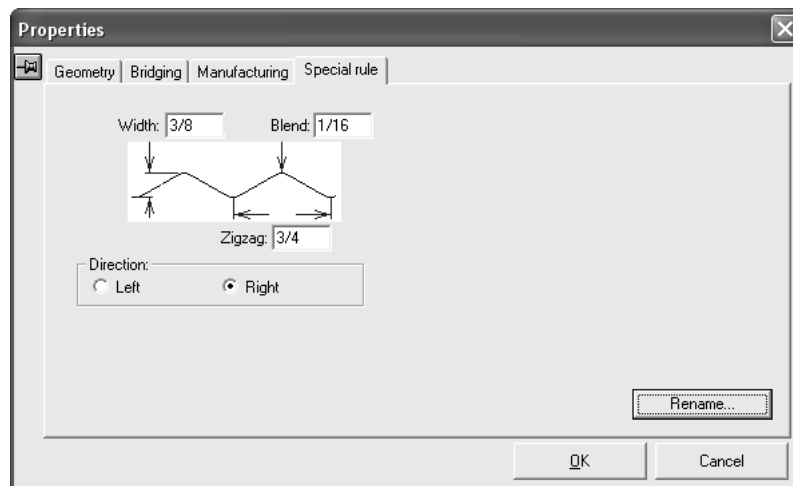 Properties
Geometry Bridging Manufacturing Special rule
Width: 3/8 Blend: 1/16
Zigzag: 3/4
Direction:
Left Right
Rename...
OK Cancel